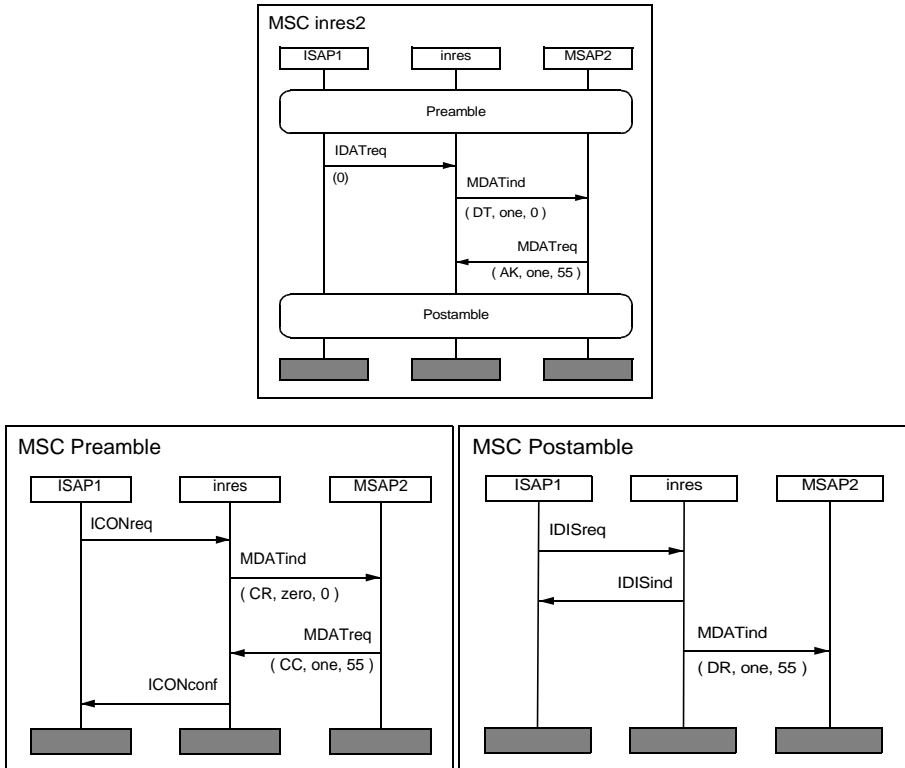 MSC inres2
ISAP1 inres MSAP2
Preamble
IDATreq
(0)
MDATind
( DT, one, 0 )
MDATreq
( AK, one, 55 )
Postamble
MSC Preamble
ISAP1 inres MSAP2
ICONreq
MDATind
( CR, zero, 0 )
MDATreq
( CC, one, 55 )
ICONconf
MSC Postamble
ISAP1 inres MSAP2
IDISreq
IDISind
MDATind
( DR, one, 55 )